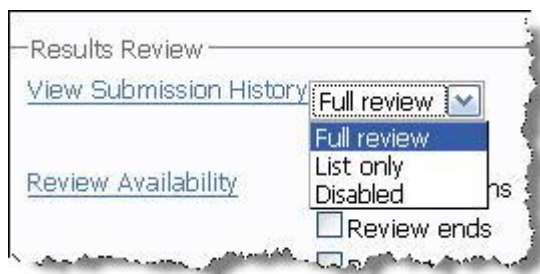 Results Review
View Submission History Full review
Full review
List only
Review Availability Disabled
Review ends